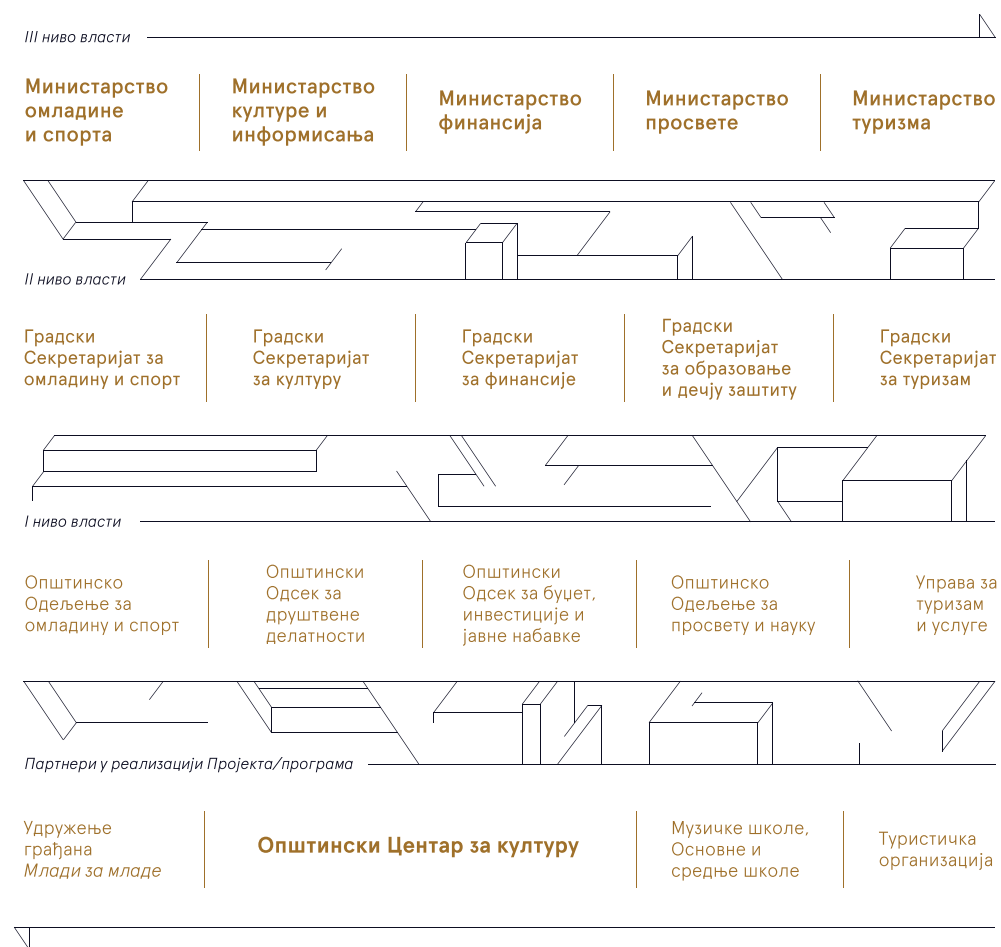 III ниво власти
Министарство
омладине
и спорта
Министарство
културе и
информисања
Министарство
финансија
Министарство
просвете
Министарство
туризма
II ниво власти
Градски
Секретаријат за
омладину и спорт
Градски
Секретаријат
за културу
Градски
Секретаријат
за финансије
Градски
Секретаријат
за образовање
и дечју заштиту
Градски
Секретаријат
за туризам
I ниво власти
Општинско
Одељење за
омладину и спорт
Општински
Одсек за
друштвене
делатности
Општински
Одсек за буџет,
инвестиције и
јавне набавке
Општинско
Одељење за
просвету и науку
Управа за
туризам
и услуге
Партнери у реализацији Пројекта/програма
Удружење
грађана
Млади за младе
Општински Центар за културу
Музичке школе,
Основне и
средње школе
Туристичка
организација